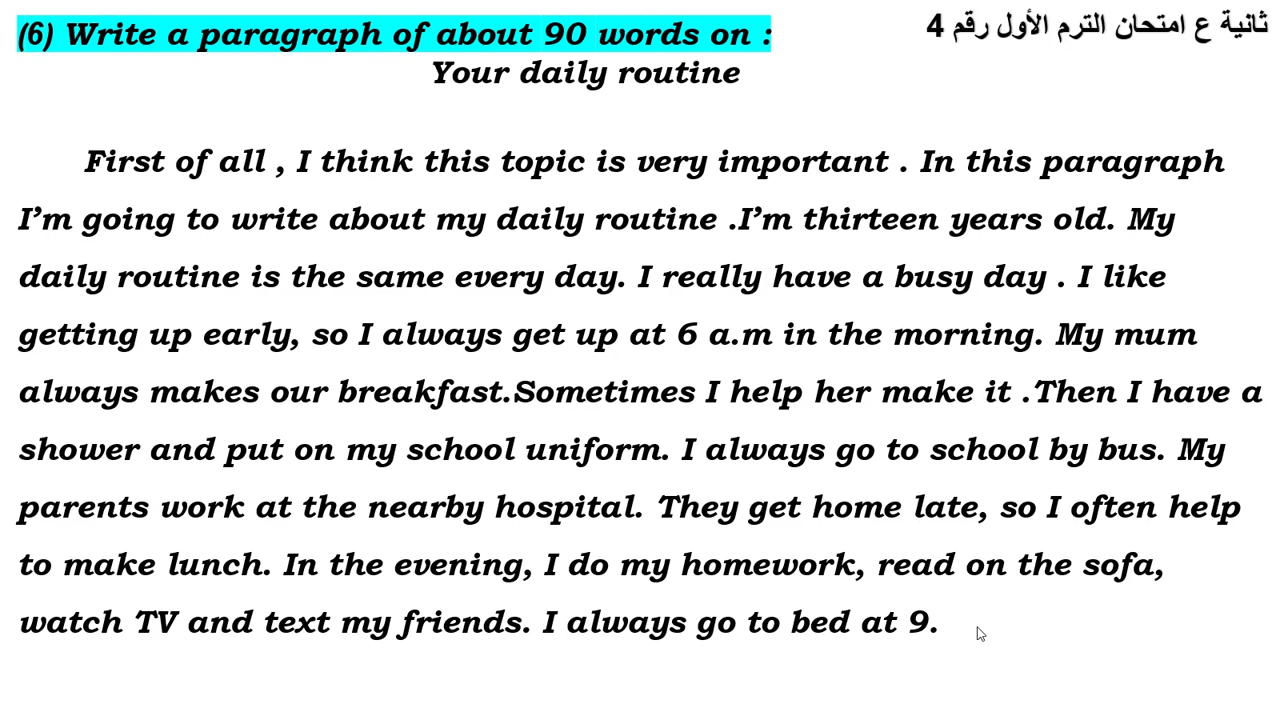 (6) Write a paragraph of about 90 words on :
ثانية ع امتحان الترم الأول رقم 4
Your daily routine
First of all , I think this topic is very important . In this paragraph
I’m going to write about my daily routine .I’m thirteen years old. My
daily routine is the same every day. I really have a busy day . I like
getting up early, so I always get up at 6 a.m in the morning. My mum
always makes our breakfast.Sometimes I help her make it .Then I have a
shower and put on my school uniform. I always go to school by bus. My
parents work at the nearby hospital. They get home late, so I often help
to make lunch. In the evening, I do my homework, read on the sofa,
watch TV and text my friends. I always go to bed at 9.